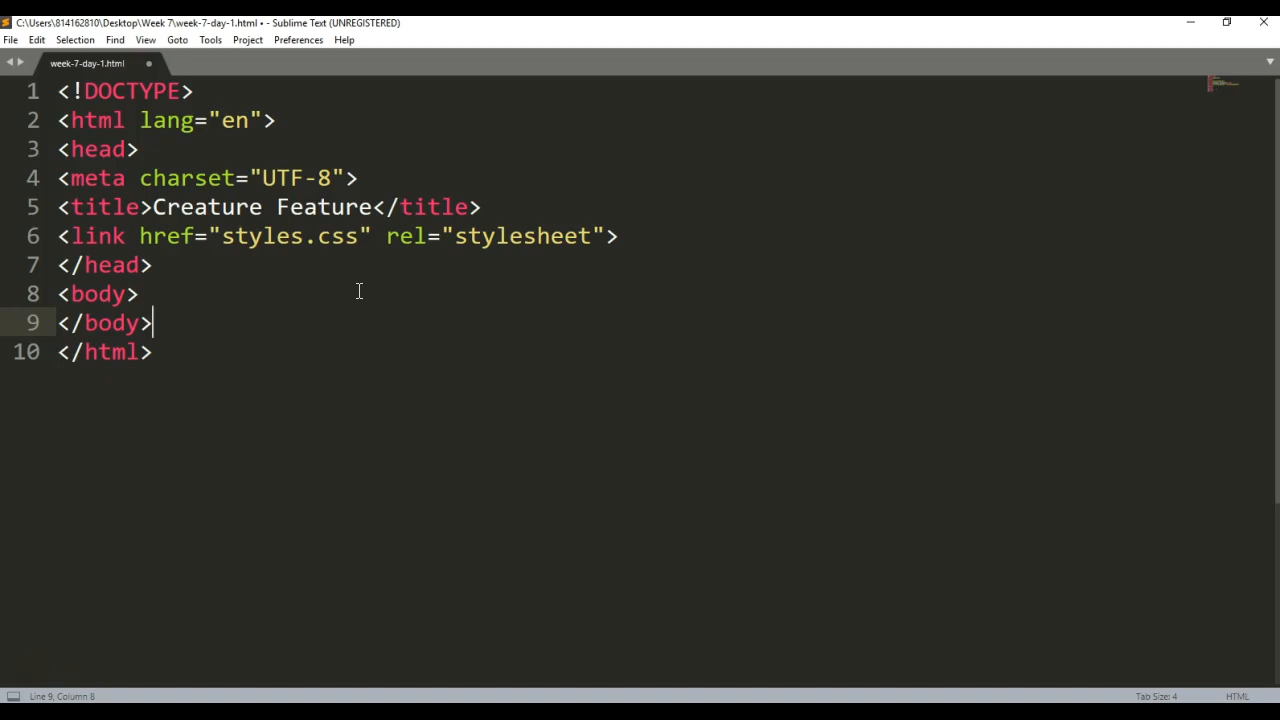 C:\Users\814162810\Desktop\Week 7\week-7-day-1.html • - Sublime Text (UNREGISTERED)
File Edit Selection Find View Goto Tools Project Preferences Help
week-7-day-1.html
1 <!DOCTYPE>
2 <html lang="en">
3 <head>
4 <meta charset="UTF-8">
5 <title>Creature Feature</title>
6 <link href="styles.css" rel="stylesheet">
7 </head>
8 <body>
9 </body>
10 </html>
Line 9, Column 8 Tab Size: 4 HTML